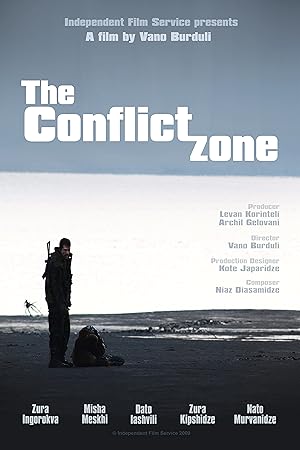 Independent Film Service presents
A film by Vano Burduli
The
Conflict
zone
Producer
Levan Korinteli
Archil Gelovani
Director
Vano Burduli
Production Designer
Kote Japaridze
Composer
Niaz Diasamidze
Zura Ingorokva
Misha Meskhi
Dato Iashvili
Zura Kipshidze
Nato Murvanidze
© Independent Film Service 2009